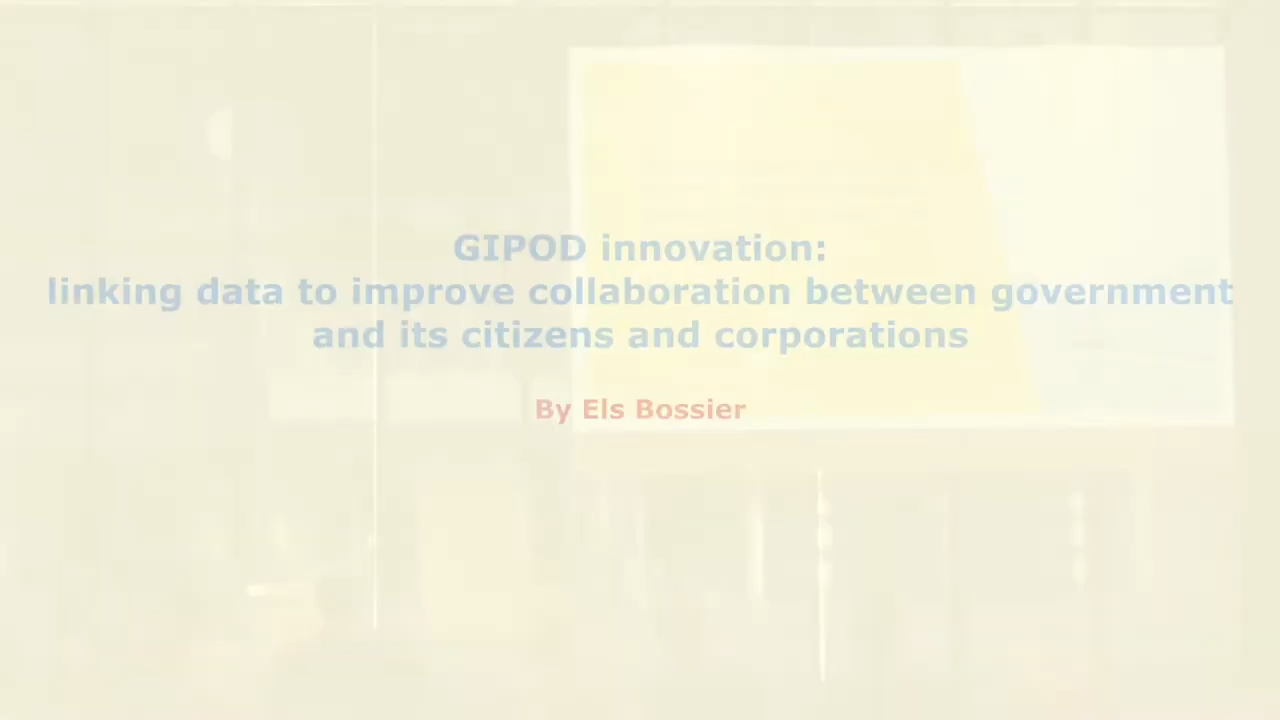 GIPOD innovation:
linking data to improve collaboration between government
and its citizens and corporations
By Els Bossier